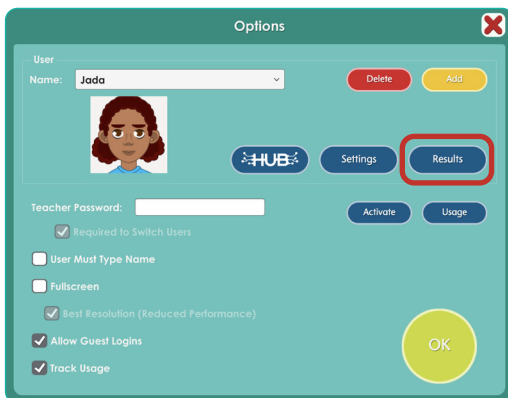 Options
User
Name: Jada Delete Add
HUB Settings Results
Teacher Password: Activate Usage
Required to Switch Users
User Must Type Name
Fullscreen
Best Resolution (Reduced Performance)
Allow Guest Logins
OK
Track Usage